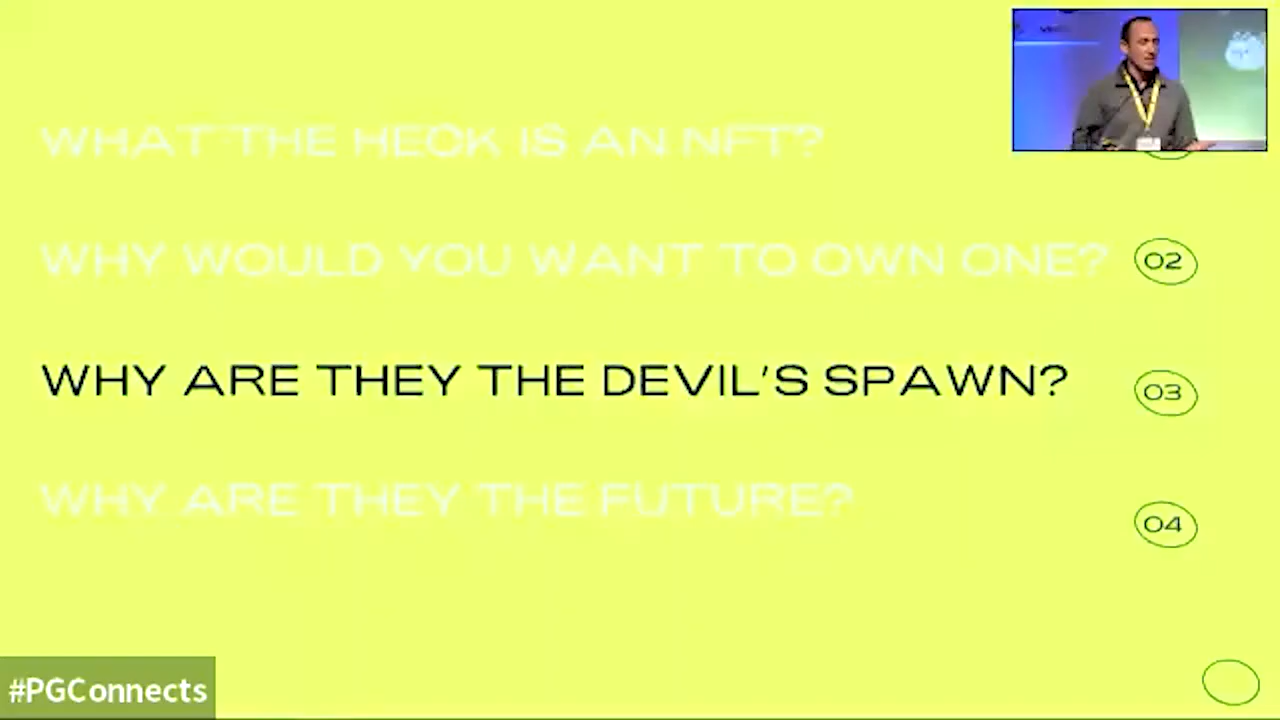 WHAT THE HECK IS AN NFT?
WHY WOULD YOU WANT TO OWN ONE?
02
WHY ARE THEY THE DEVIL'S SPAWN?
03
WHY ARE THEY THE FUTURE?
04
#PGConnects